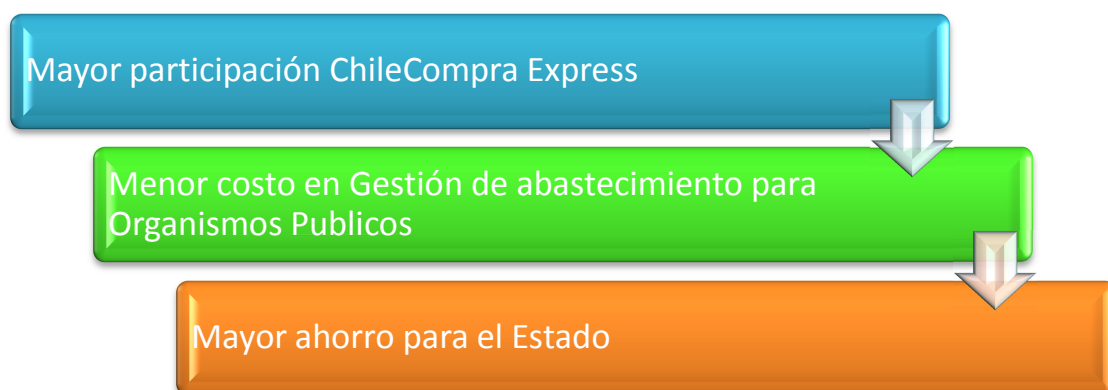 Mayor participación ChileCompra Express
Menor costo en Gestión de abastecimiento para
Organismos Publicos
Mayor ahorro para el Estado